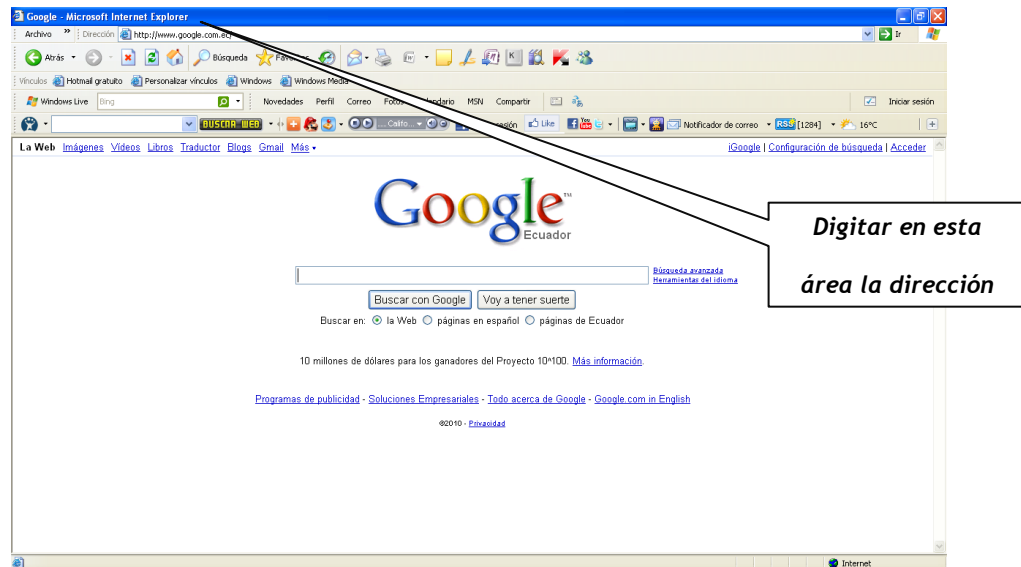 Google - Microsoft Internet Explorer
Archivo » Dirección http://www.google.com.ec/ Ir
Atrás Búsqueda
Vínculos Hotmail gratuito Personalizar vínculos Windows Windows Media
Windows Live Bing Novedades Perfil Correo Fotos MSN Compartir Iniciar sesión
BUSCAR WEB Like Notificador de correo RSS [1284] 16°C
La Web Imágenes Vídeos Libros Traductor Blogs Gmail Más iGoogle | Configuración de búsqueda | Acceder
Google™
Ecuador
Digitar en esta
área la dirección
Búsqueda avanzada
Herramientas del idioma
Buscar con Google Voy a tener suerte
Buscar en: la Web páginas en español páginas de Ecuador
10 millones de dólares para los ganadores del Proyecto 10^100. Más información.
Programas de publicidad - Soluciones Empresariales - Todo acerca de Google - Google.com in English
©2010 - Privacidad
Internet